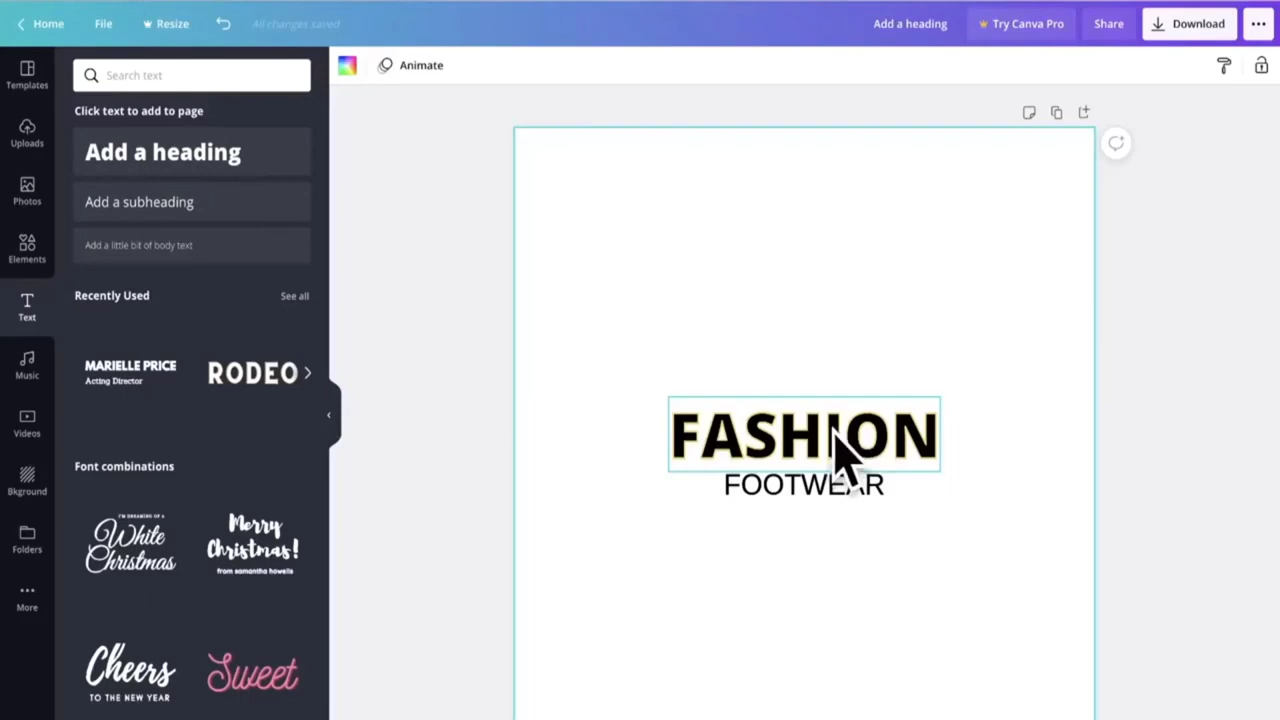 Home File Resize All changes saved Add a heading Try Canva Pro Share Download
Animate
Templates
Uploads
Photos
Elements
Text
Music
Videos
Bkground
Folders
More
Search text
Click text to add to page
Add a heading
Add a subheading
Add a little bit of body text
Recently Used See all
MARIELLE PRICE
Acting Director
RODEO
Font combinations
I'M DREAMING OF A
White
Christmas
Merry
Christmas!
from samantha howells
Cheers
TO THE NEW YEAR
Sweet
FASHION
FOOTWEAR